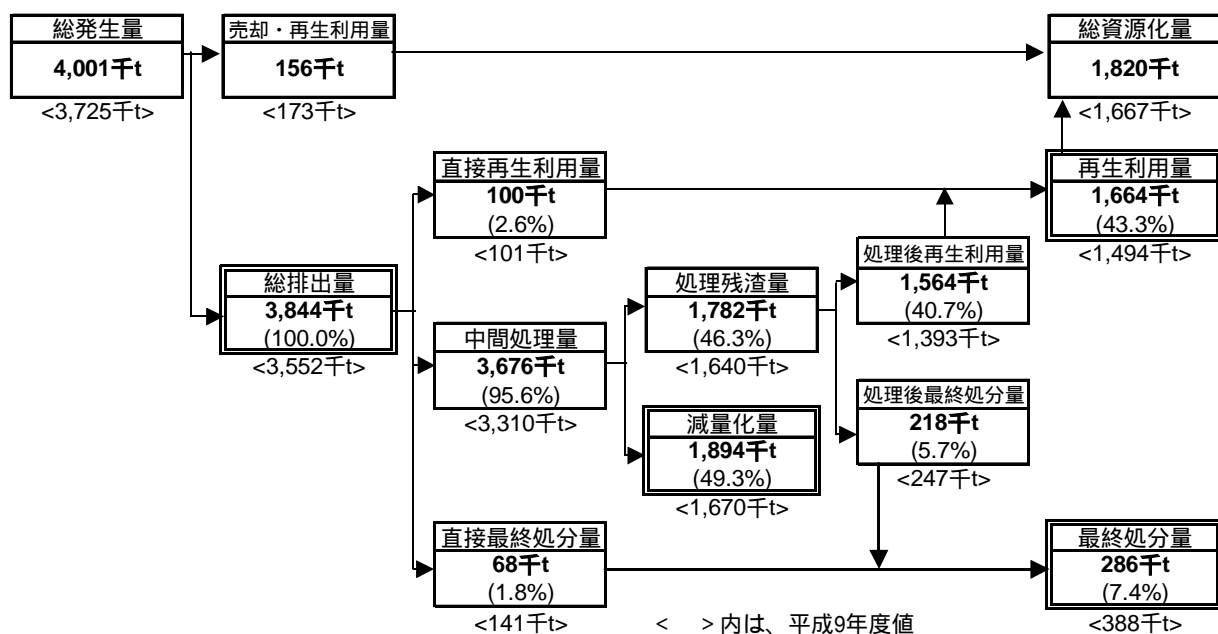 総発生量
4,001千t
<3,725千t>
売却・再生利用量
156千t
<173千t>
総資源化量
1,820千t
<1,667千t>
直接再生利用量
100千t
(2.6%)
<101千t>
再生利用量
1,664千t
(43.3%)
<1,494千t>
総排出量
3,844千t
(100.0%)
<3,552千t>
中間処理量
3,676千t
(95.6%)
<3,310千t>
処理残渣量
1,782千t
(46.3%)
<1,640千t>
処理後再生利用量
1,564千t
(40.7%)
<1,393千t>
減量化量
1,894千t
(49.3%)
<1,670千t>
処理後最終処分量
218千t
(5.7%)
<247千t>
直接最終処分量
68千t
(1.8%)
<141千t>
最終処分量
286千t
(7.4%)
<388千t>
< >内は、平成9年度値